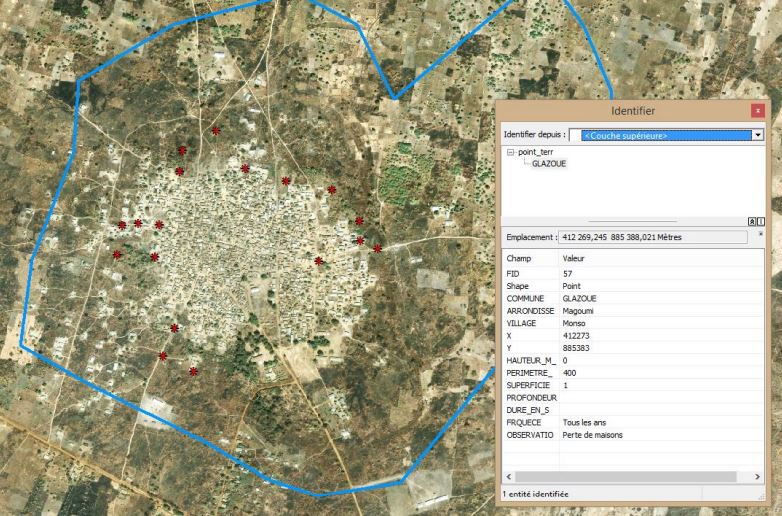 Identifier
Identifier depuis : <Couche supérieure>
point_terr
GLAZOUE
Emplacement : 412 269,245 885 388,021 Mètres
Champ Valeur
FID 57
Shape Point
COMMUNE GLAZOUE
ARRONDISSE Magoumi
VILLAGE Monso
X 412273
Y 885383
HAUTEUR_M_ 0
PERIMETRE_ 400
SUPERFICIE 1
PROFONDEUR
DURE_EN_S
FRQUECE Tous les ans
OBSERVATIO Perte de maisons
1 entité identifiée